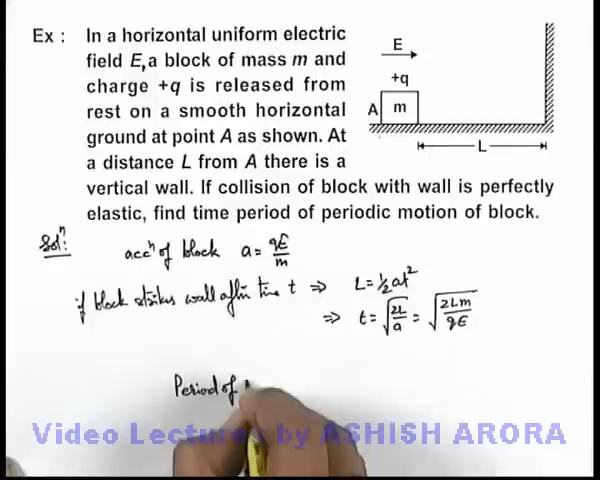 Ex : In a horizontal uniform electric
field E, a block of mass m and
charge +q is released from
rest on a smooth horizontal
ground at point A as shown. At
a distance L from A there is a
vertical wall. If collision of block with wall is perfectly
elastic, find time period of periodic motion of block.
E
+q
A m
L
Solⁿ:
accⁿ of block a = qE/m
if block strikes wall after time t ⇒ L = ½at²
⇒ t = √(2L/a) = √(2Lm/qE)
Period of
Video Lectures by ASHISH ARORA